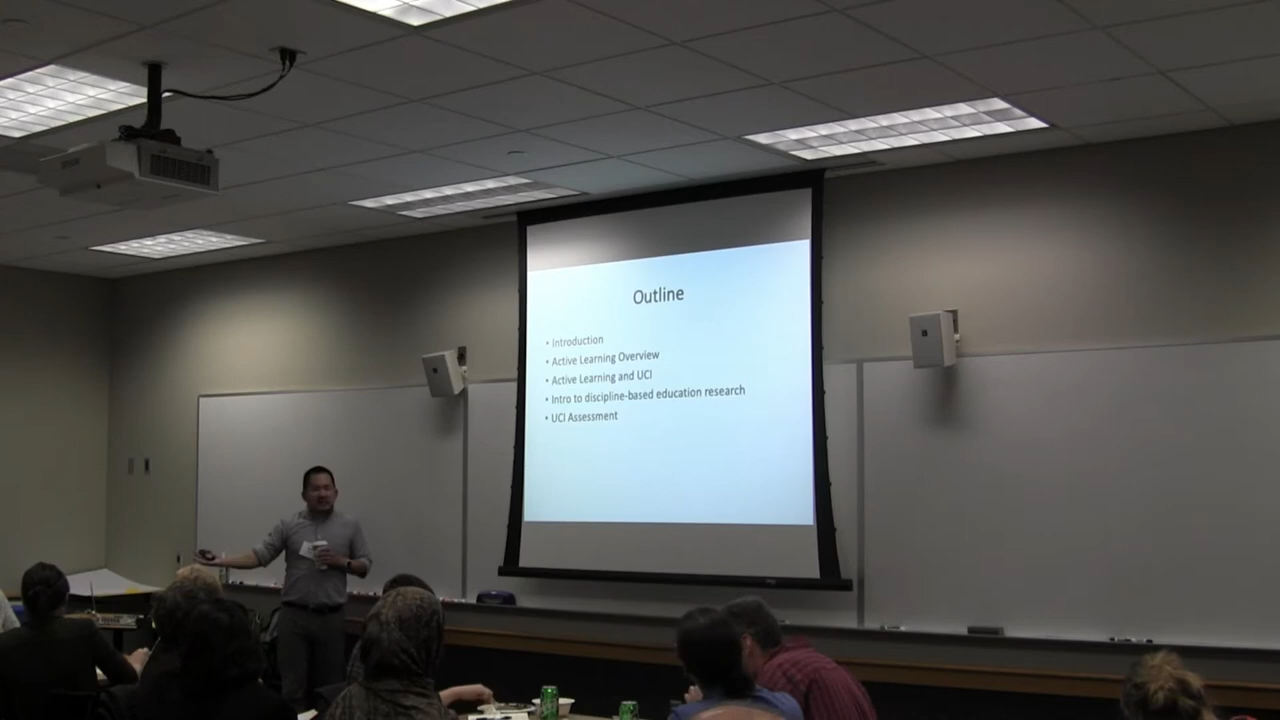 Outline
• Introduction
• Active Learning Overview
• Active Learning and UCI
• Intro to discipline-based education research
• UCI Assessment